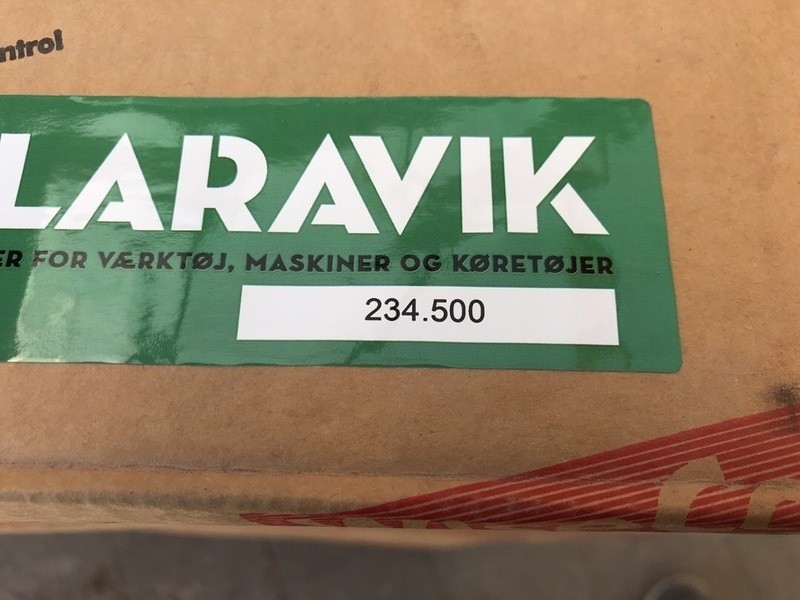 ntrol
LARAVIK
ER FOR VÆRKTØJ, MASKINER OG KØRETØJER
234.500